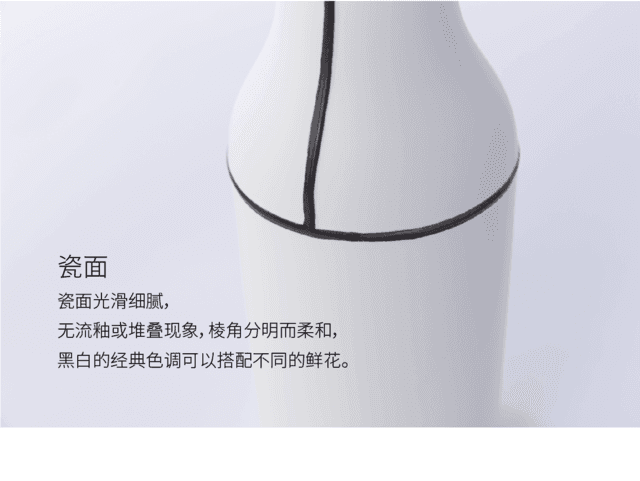 瓷面
瓷面光滑细腻,
无流釉或堆叠现象, 棱角分明而柔和,
黑白的经典色调可以搭配不同的鲜花。